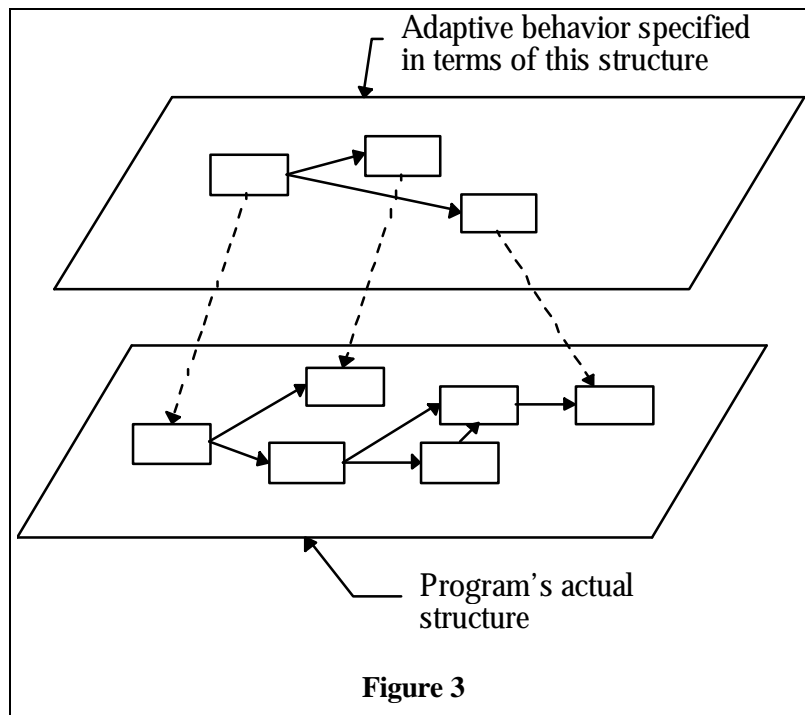 Adaptive behavior specified
in terms of this structure
Program's actual
structure
Figure 3